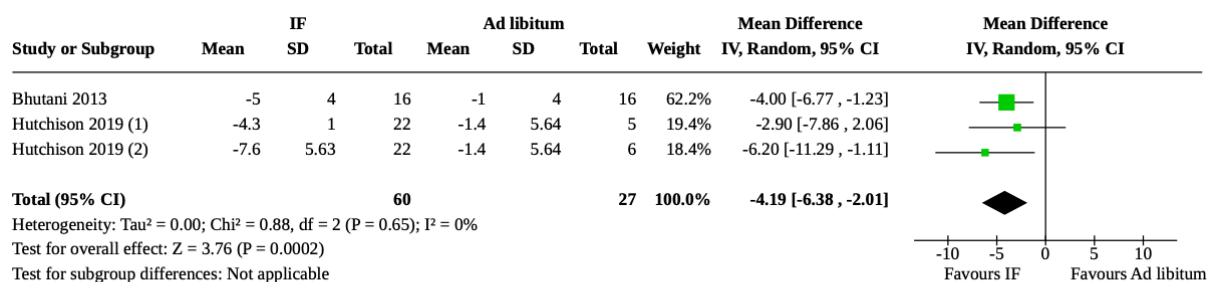 IF Ad libitum Mean Difference Mean Difference
Study or Subgroup Mean SD Total Mean SD Total Weight IV, Random, 95% CI IV, Random, 95% CI
Bhutani 2013 -5 4 16 -1 4 16 62.2% -4.00 [-6.77 , -1.23]
Hutchison 2019 (1) -4.3 1 22 -1.4 5.64 5 19.4% -2.90 [-7.86 , 2.06]
Hutchison 2019 (2) -7.6 5.63 22 -1.4 5.64 6 18.4% -6.20 [-11.29 , -1.11]
Total (95% CI) 60 27 100.0% -4.19 [-6.38 , -2.01]
Heterogeneity: Tau² = 0.00; Chi² = 0.88, df = 2 (P = 0.65); I² = 0%
Test for overall effect: Z = 3.76 (P = 0.0002)
-10 -5 0 5 10
Test for subgroup differences: Not applicable
Favours IF Favours Ad libitum